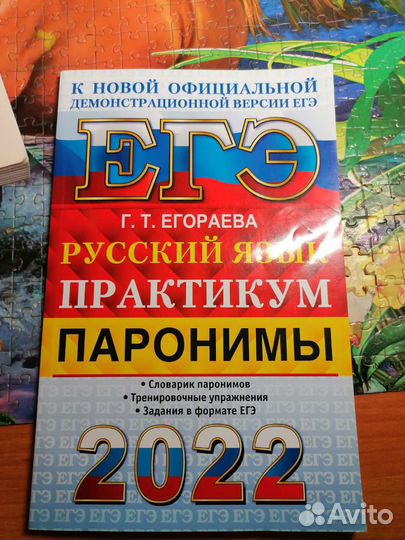 К НОВОЙ ОФИЦИАЛЬНОЙ
ДЕМОНСТРАЦИОННОЙ ВЕРСИИ ЕГЭ
ЕГЭ
Г. Т. ЕГОРАЕВА
РУССКИЙ ЯЗЫК
ПРАКТИКУМ
ПАРОНИМЫ
• Словарик паронимов
• Тренировочные упражнения
• Задания в формате ЕГЭ
2022
Avito